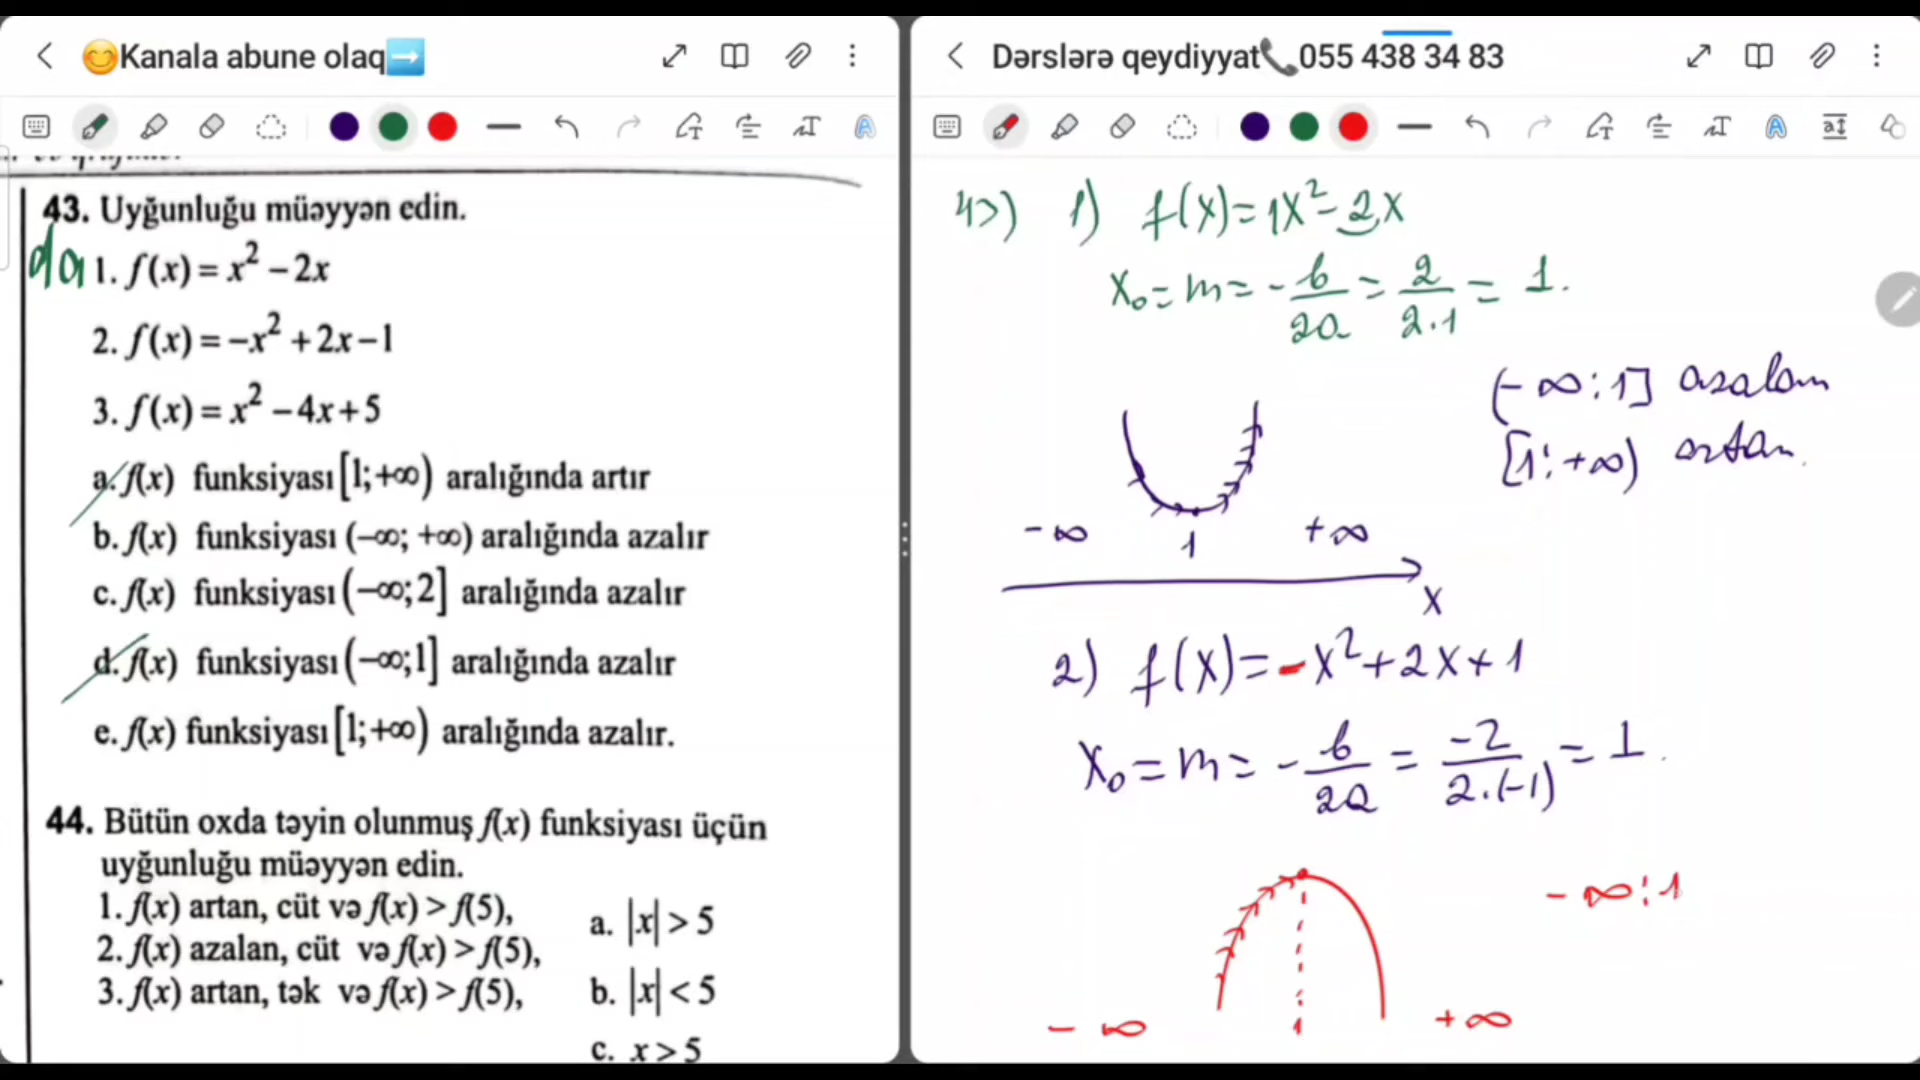 😊Kanala abune olaq➡️
43. Uyğunluğu müəyyən edin.
da 1. f(x) = x² − 2x
2. f(x) = −x² + 2x − 1
3. f(x) = x² − 4x + 5
a. f(x) funksiyası [1; +∞) aralığında artır
b. f(x) funksiyası (−∞; +∞) aralığında azalır
c. f(x) funksiyası (−∞; 2] aralığında azalır
d. f(x) funksiyası (−∞; 1] aralığında azalır
e. f(x) funksiyası [1; +∞) aralığında azalır.
44. Bütün oxda təyin olunmuş f(x) funksiyası üçün
uyğunluğu müəyyən edin.
1. f(x) artan, cüt və f(x) > f(5),
2. f(x) azalan, cüt və f(x) > f(5),
3. f(x) artan, tək və f(x) > f(5),
a. |x| > 5
b. |x| < 5
c. x > 5
Dərslərə qeydiyyat📞055 438 34 83
43) 1) f(x) = 1x² − 2x
x₀ = m = − b/2a = 2/2·1 = 1.
(−∞ : 1] azalan
[1 : +∞) artan.
−∞ 1 +∞
x
2) f(x) = −x² + 2x + 1
x₀ = m = − b/2a = −2/2·(−1) = 1.
−∞ : 1
−∞ 1 +∞